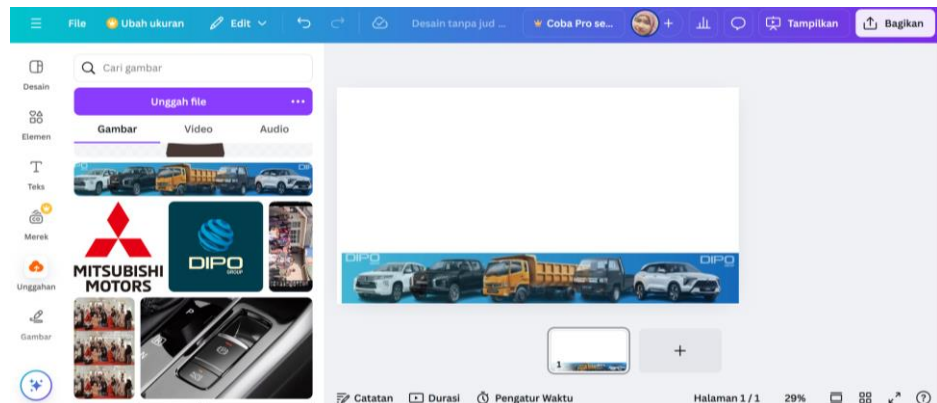 File Ubah ukuran Edit Desain tanpa jud ... Coba Pro se... Tampilkan Bagikan
Desain
Elemen
Teks
Merek
Unggahan
Gambar
Cari gambar
Unggah file
Gambar Video Audio
MITSUBISHI
MOTORS
DIPO
GROUP
DIPO
DIPO
1
Catatan Durasi Pengatur Waktu Halaman 1 / 1 29%